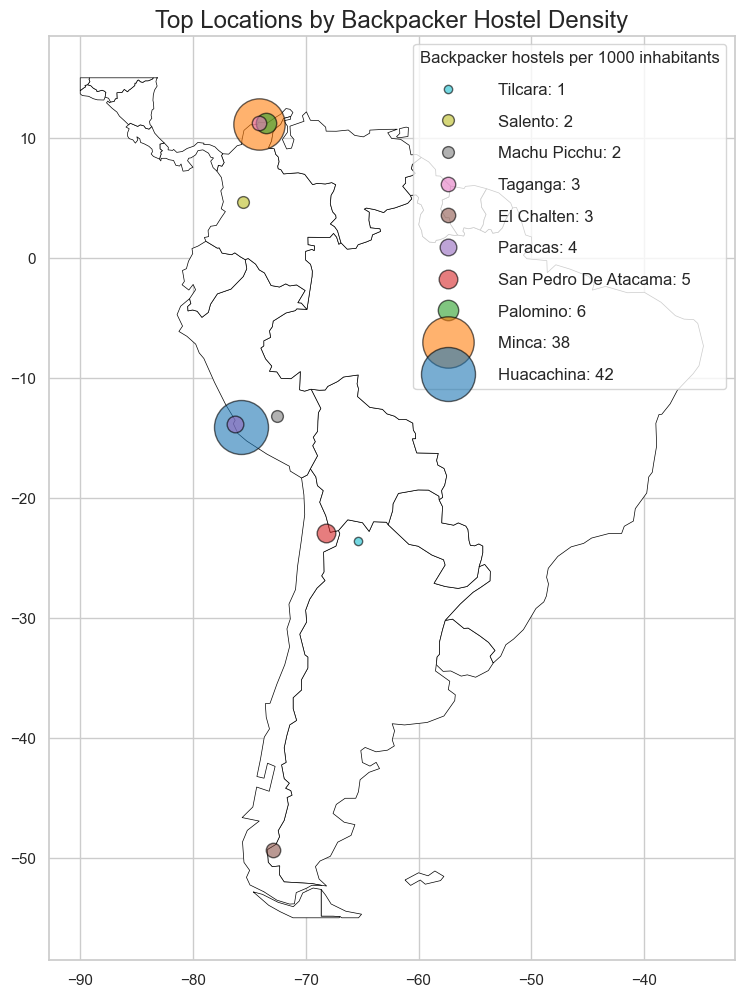 Top Locations by Backpacker Hostel Density
Backpacker hostels per 1000 inhabitants
Tilcara: 1
Salento: 2
Machu Picchu: 2
Taganga: 3
El Chalten: 3
Paracas: 4
San Pedro De Atacama: 5
Palomino: 6
Minca: 38
Huacachina: 42
10
0
−10
−20
−30
−40
−50
−90 −80 −70 −60 −50 −40